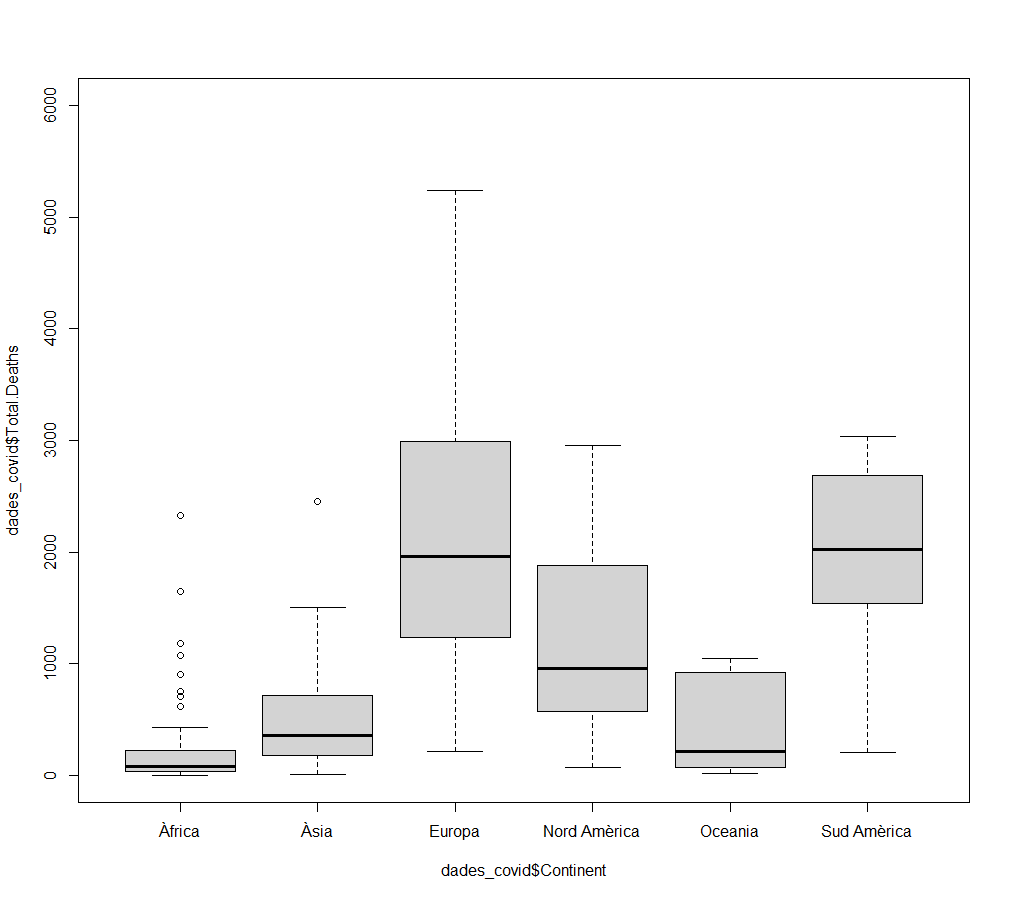 dades_covid$Total.Deaths
6000
5000
4000
3000
2000
1000
0
Àfrica
Àsia
Europa
Nord Amèrica
Oceania
Sud Amèrica
dades_covid$Continent